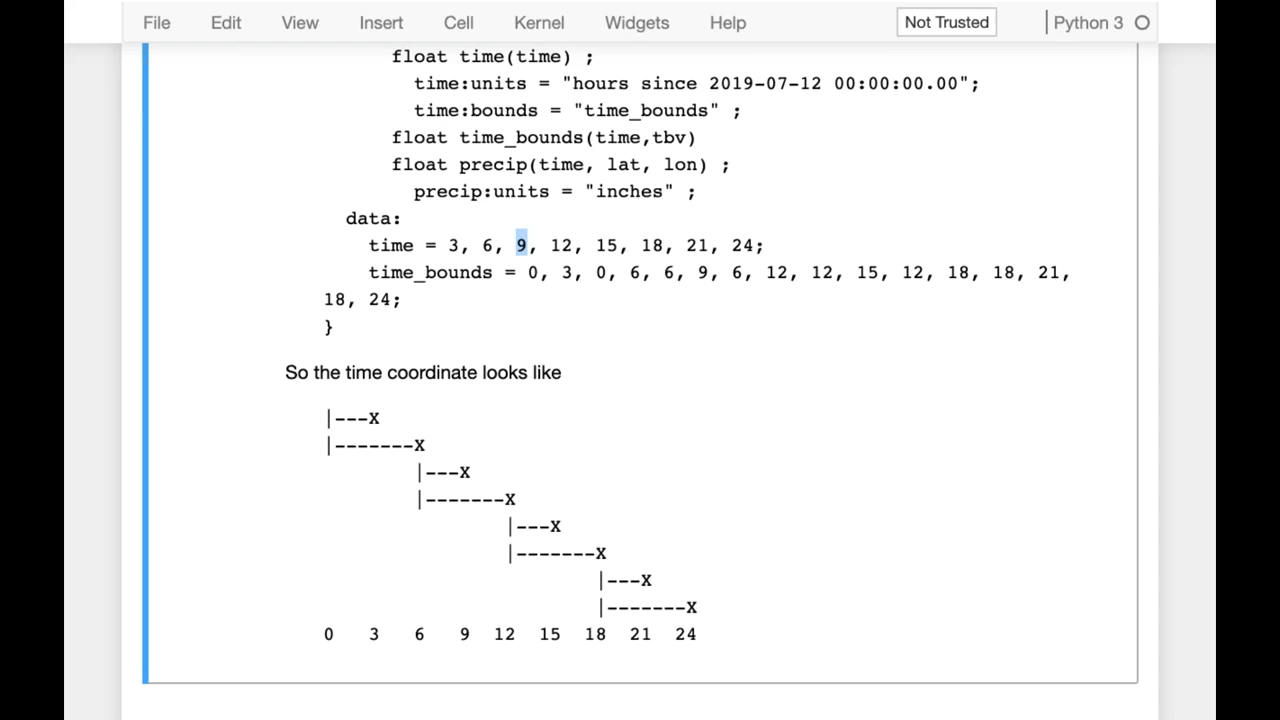 File Edit View Insert Cell Kernel Widgets Help Not Trusted Python 3
float time(time) ;
time:units = "hours since 2019-07-12 00:00:00.00";
time:bounds = "time_bounds" ;
float time_bounds(time,tbv)
float precip(time, lat, lon) ;
precip:units = "inches" ;
data:
time = 3, 6, 9, 12, 15, 18, 21, 24;
time_bounds = 0, 3, 0, 6, 6, 9, 6, 12, 12, 15, 12, 18, 18, 21,
18, 24;
}
So the time coordinate looks like
|---X
|-------X
|---X
|-------X
|---X
|-------X
|---X
|-------X
0 3 6 9 12 15 18 21 24